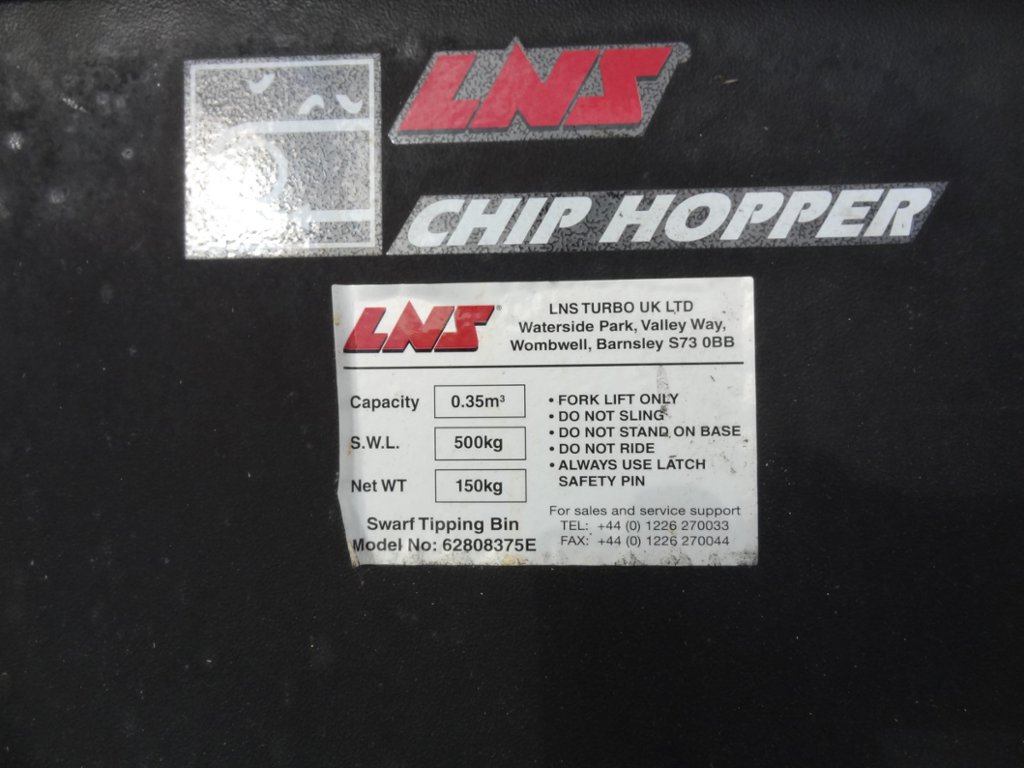 LNS
CHIP HOPPER
LNS®
LNS TURBO UK LTD
Waterside Park, Valley Way,
Wombwell, Barnsley S73 0BB
Capacity 0.35m³
S.W.L. 500kg
Net WT 150kg
Swarf Tipping Bin
Model No: 62808375E
• FORK LIFT ONLY
• DO NOT SLING
• DO NOT STAND ON BASE
• DO NOT RIDE
• ALWAYS USE LATCH
SAFETY PIN
For sales and service support
TEL: +44 (0) 1226 270033
FAX: +44 (0) 1226 270044